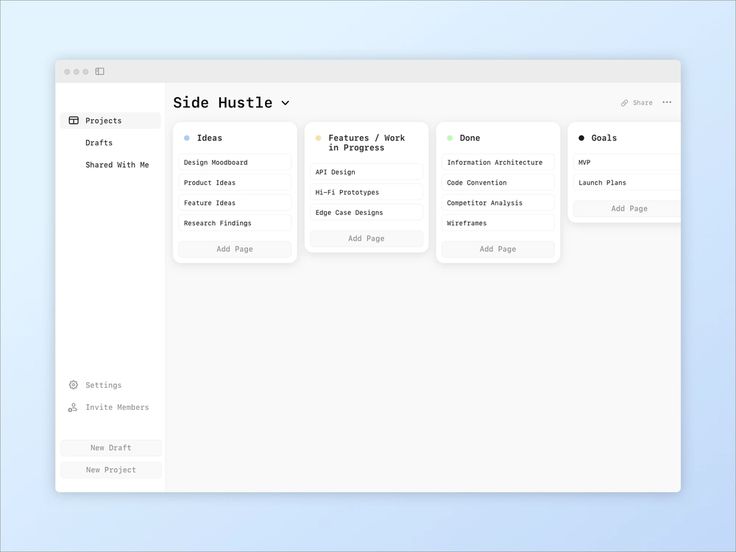 Side Hustle
Share
Projects
Drafts
Shared With Me
Settings
Invite Members
New Draft
New Project
Ideas
Design Moodboard
Product Ideas
Feature Ideas
Research Findings
Add Page
Features / Work
in Progress
API Design
Hi-Fi Prototypes
Edge Case Designs
Add Page
Done
Information Architecture
Code Convention
Competitor Analysis
Wireframes
Add Page
Goals
MVP
Launch Plans
Add Page